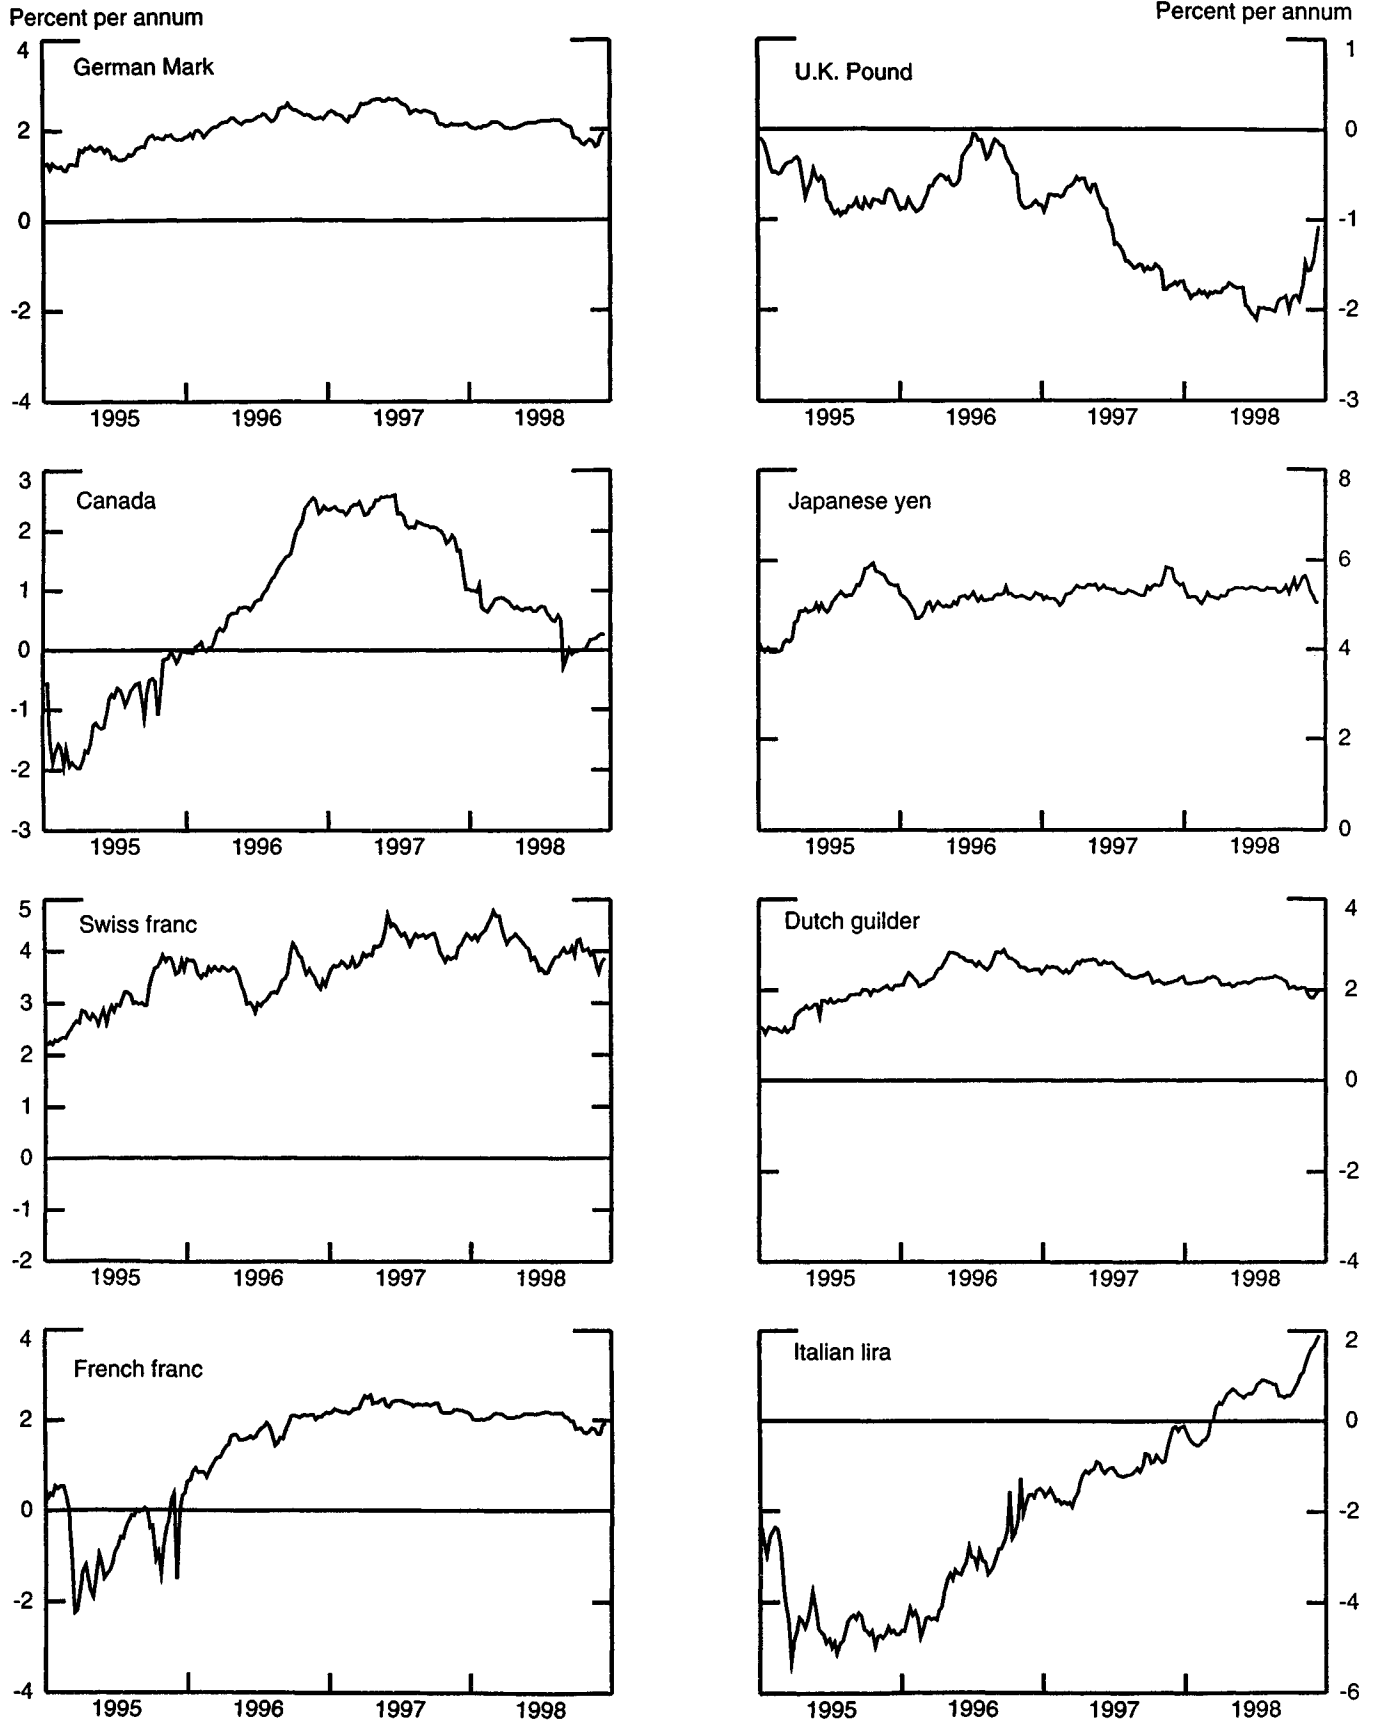 Percent per annum
Percent per annum
German Mark
4
2
0
-2
-4
1995 1996 1997 1998
U.K. Pound
1
0
-1
-2
-3
1995 1996 1997 1998
Canada
3
2
1
0
-1
-2
-3
1995 1996 1997 1998
Japanese yen
8
6
4
2
0
1995 1996 1997 1998
Swiss franc
5
4
3
2
1
0
-1
-2
1995 1996 1997 1998
Dutch guilder
4
2
0
-2
-4
1995 1996 1997 1998
French franc
4
2
0
-2
-4
1995 1996 1997 1998
Italian lira
2
0
-2
-4
-6
1995 1996 1997 1998